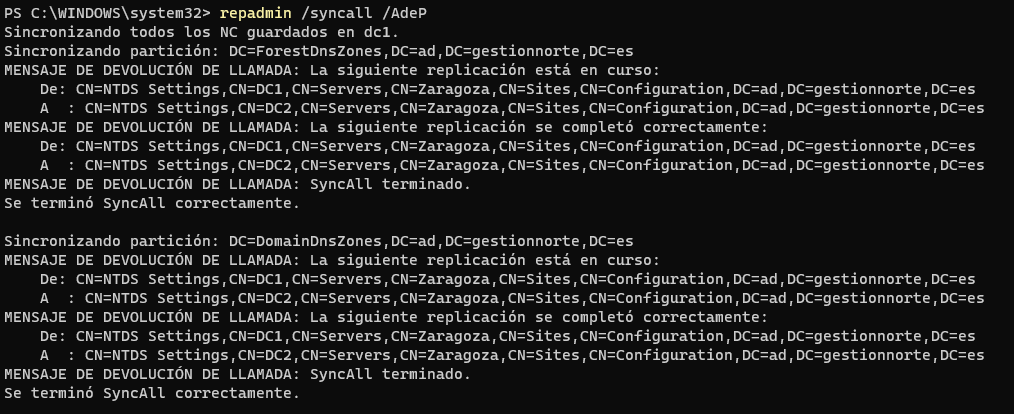 PS C:\WINDOWS\system32> repadmin /syncall /AdeP
Sincronizando todos los NC guardados en dc1.
Sincronizando partición: DC=ForestDnsZones,DC=ad,DC=gestionnorte,DC=es
MENSAJE DE DEVOLUCIÓN DE LLAMADA: La siguiente replicación está en curso:
    De: CN=NTDS Settings,CN=DC1,CN=Servers,CN=Zaragoza,CN=Sites,CN=Configuration,DC=ad,DC=gestionnorte,DC=es
    A  : CN=NTDS Settings,CN=DC2,CN=Servers,CN=Zaragoza,CN=Sites,CN=Configuration,DC=ad,DC=gestionnorte,DC=es
MENSAJE DE DEVOLUCIÓN DE LLAMADA: La siguiente replicación se completó correctamente:
    De: CN=NTDS Settings,CN=DC1,CN=Servers,CN=Zaragoza,CN=Sites,CN=Configuration,DC=ad,DC=gestionnorte,DC=es
    A  : CN=NTDS Settings,CN=DC2,CN=Servers,CN=Zaragoza,CN=Sites,CN=Configuration,DC=ad,DC=gestionnorte,DC=es
MENSAJE DE DEVOLUCIÓN DE LLAMADA: SyncAll terminado.
Se terminó SyncAll correctamente.

Sincronizando partición: DC=DomainDnsZones,DC=ad,DC=gestionnorte,DC=es
MENSAJE DE DEVOLUCIÓN DE LLAMADA: La siguiente replicación está en curso:
    De: CN=NTDS Settings,CN=DC1,CN=Servers,CN=Zaragoza,CN=Sites,CN=Configuration,DC=ad,DC=gestionnorte,DC=es
    A  : CN=NTDS Settings,CN=DC2,CN=Servers,CN=Zaragoza,CN=Sites,CN=Configuration,DC=ad,DC=gestionnorte,DC=es
MENSAJE DE DEVOLUCIÓN DE LLAMADA: La siguiente replicación se completó correctamente:
    De: CN=NTDS Settings,CN=DC1,CN=Servers,CN=Zaragoza,CN=Sites,CN=Configuration,DC=ad,DC=gestionnorte,DC=es
    A  : CN=NTDS Settings,CN=DC2,CN=Servers,CN=Zaragoza,CN=Sites,CN=Configuration,DC=ad,DC=gestionnorte,DC=es
MENSAJE DE DEVOLUCIÓN DE LLAMADA: SyncAll terminado.
Se terminó SyncAll correctamente.